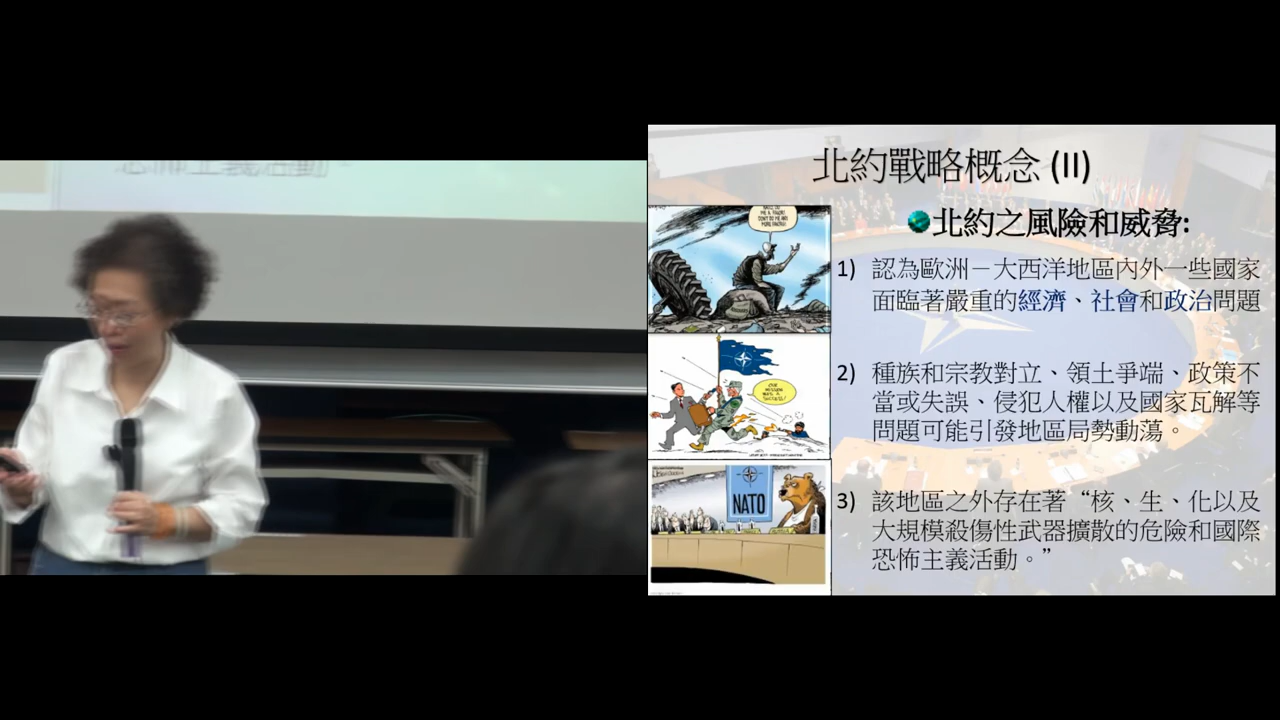 恐怖主義活動。
北約戰略概念 (II)
北約之風險和威脅:
1) 認為歐洲－大西洋地區內外一些國家
面臨著嚴重的經濟、社會和政治問題
2) 種族和宗教對立、領土爭端、政策不
當或失誤、侵犯人權以及國家瓦解等
問題可能引發地區局勢動蕩。
3) 該地區之外存在著“核、生、化以及
大規模殺傷性武器擴散的危險和國際
恐怖主義活動。”
NATO